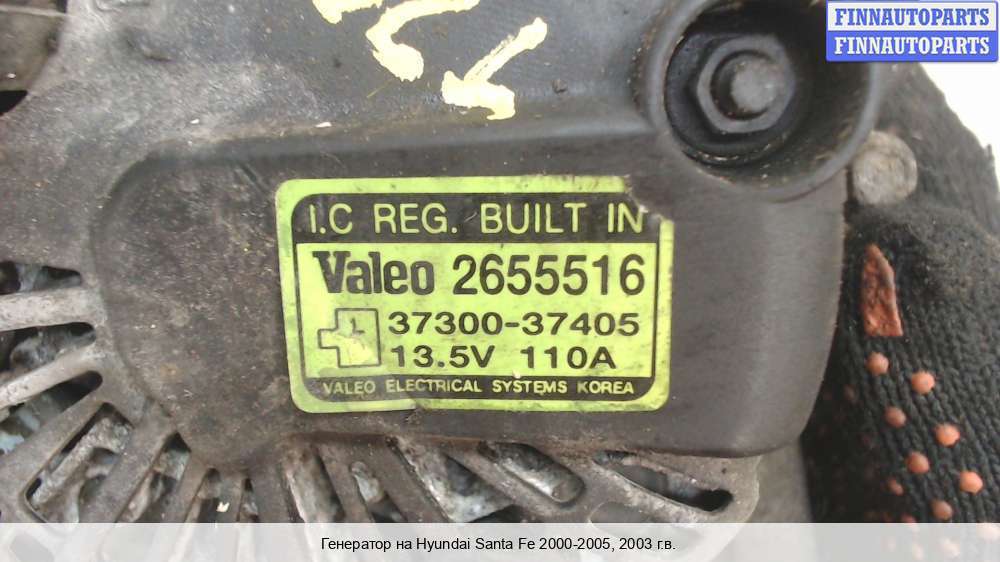 FINNAUTOPARTS
FINNAUTOPARTS
I.C REG. BUILT IN
Valeo 2655516
37300-37405
13.5V 110A
VALEO ELECTRICAL SYSTEMS KOREA
Генератор на Hyundai Santa Fe 2000-2005, 2003 г.в.